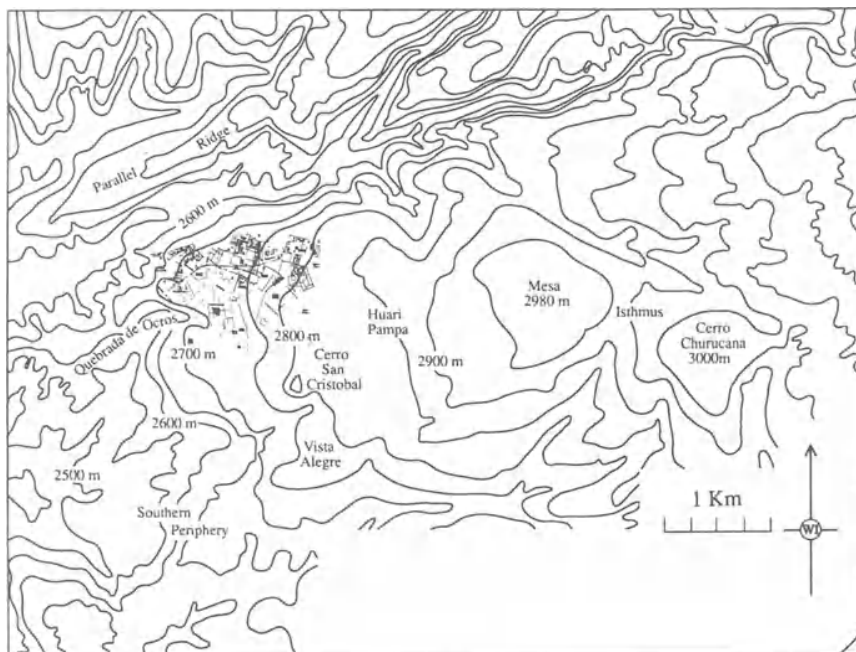 Parallel
Ridge
2600 m
Mesa
2980 m
Huari
Pampa
Isthmus
Cerro
Churucana
3000m
Quebrada de Ocros
2700 m
2800 m
Cerro
San
Cristobal
2900 m
2600 m
Vista
Alegre
2500 m
Southern
Periphery
1 Km
WI